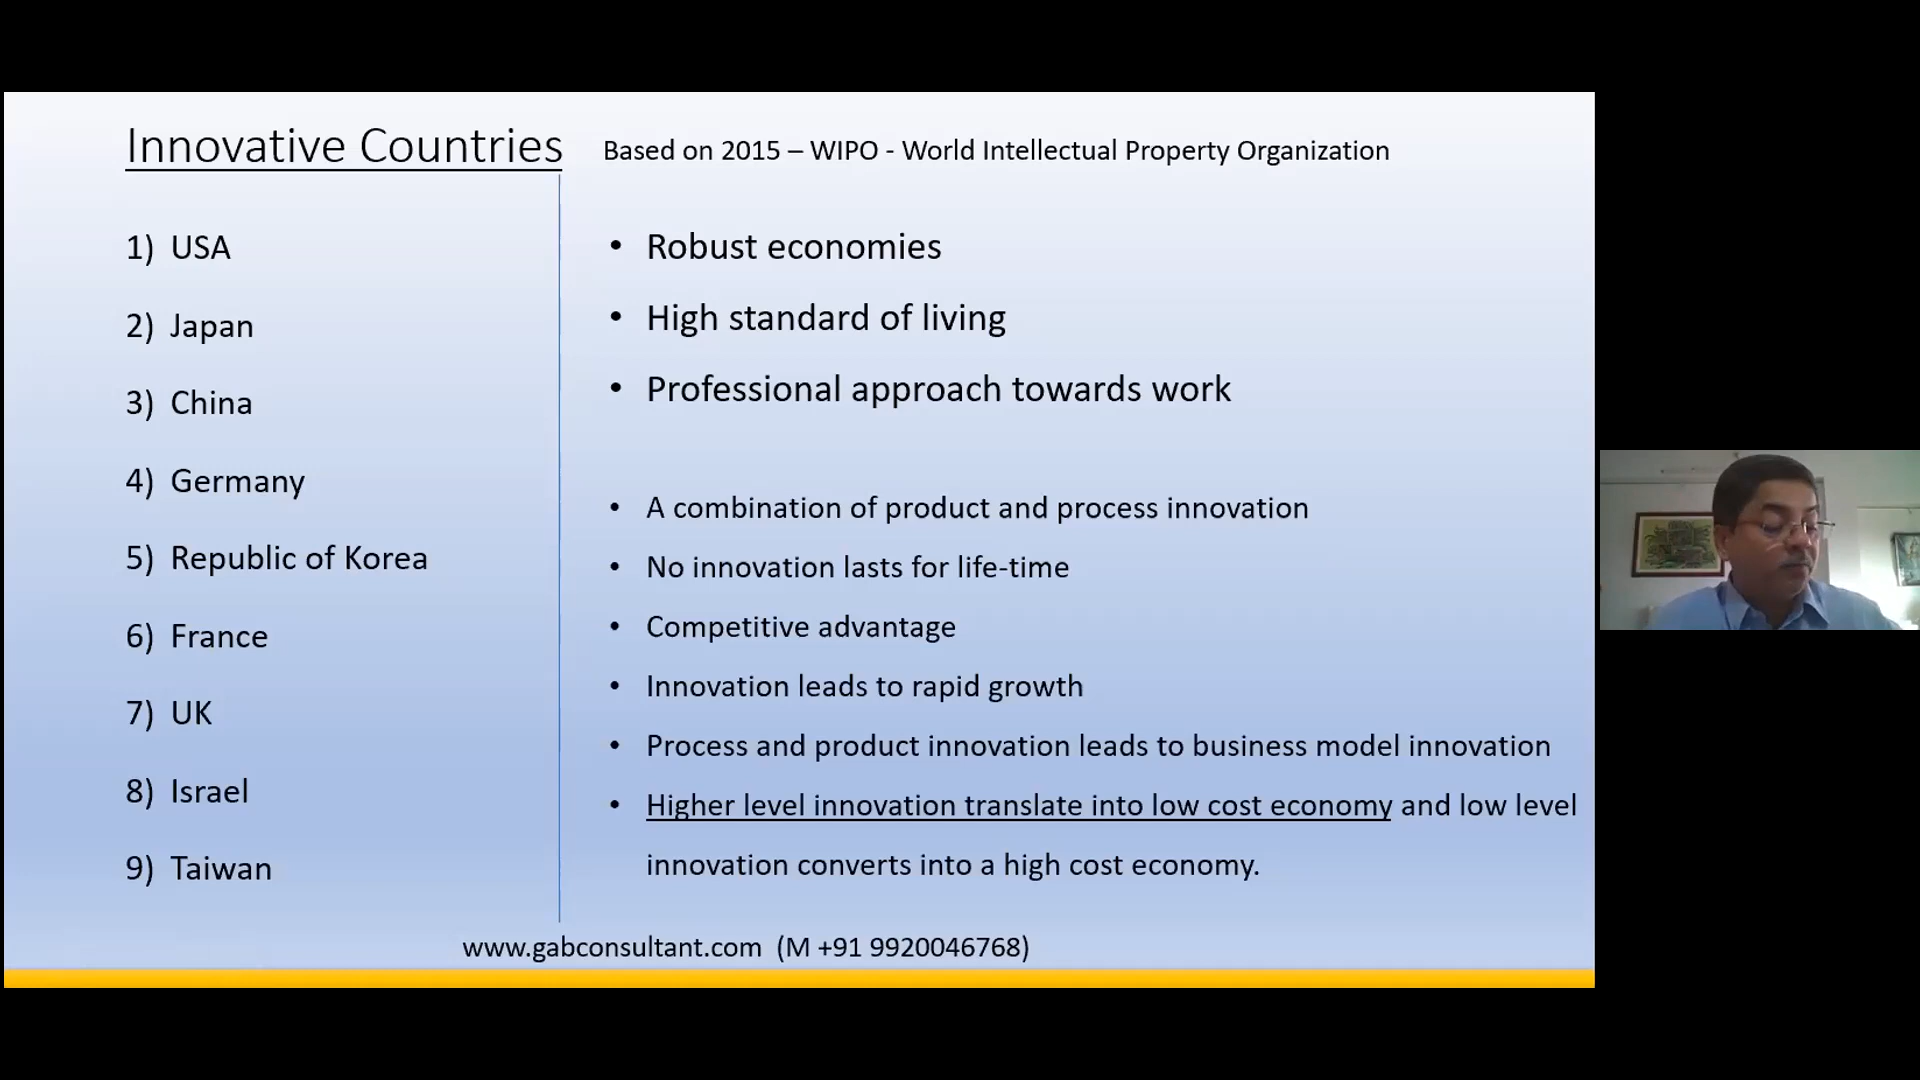 Innovative Countries
Based on 2015 – WIPO - World Intellectual Property Organization
1) USA
2) Japan
3) China
4) Germany
5) Republic of Korea
6) France
7) UK
8) Israel
9) Taiwan
• Robust economies
• High standard of living
• Professional approach towards work
• A combination of product and process innovation
• No innovation lasts for life-time
• Competitive advantage
• Innovation leads to rapid growth
• Process and product innovation leads to business model innovation
• Higher level innovation translate into low cost economy and low level
innovation converts into a high cost economy.
www.gabconsultant.com (M +91 9920046768)